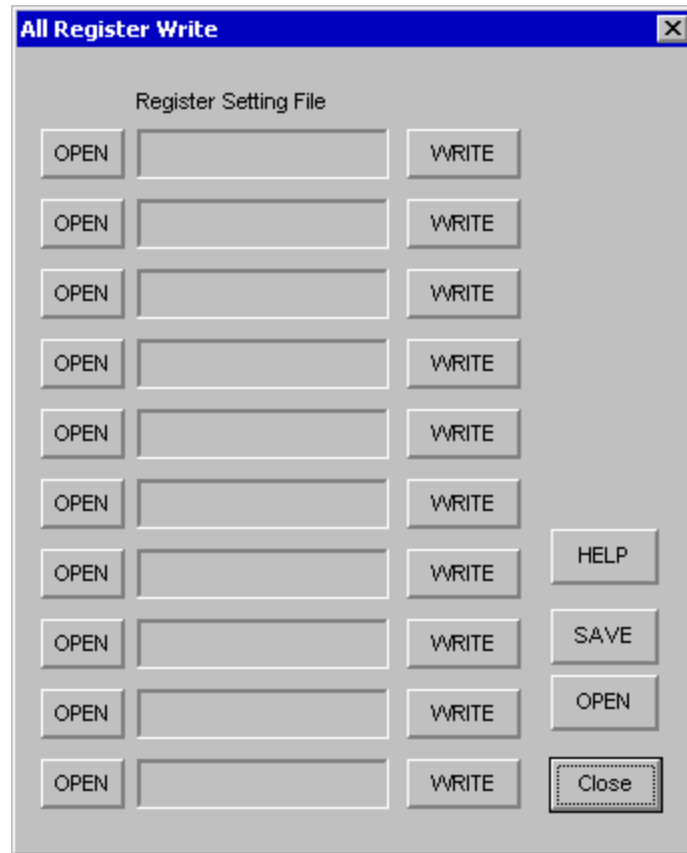 All Register Write
Register Setting File
OPEN WRITE
OPEN WRITE
OPEN WRITE
OPEN WRITE
OPEN WRITE
OPEN WRITE
OPEN WRITE HELP
OPEN WRITE SAVE
OPEN WRITE OPEN
OPEN WRITE Close